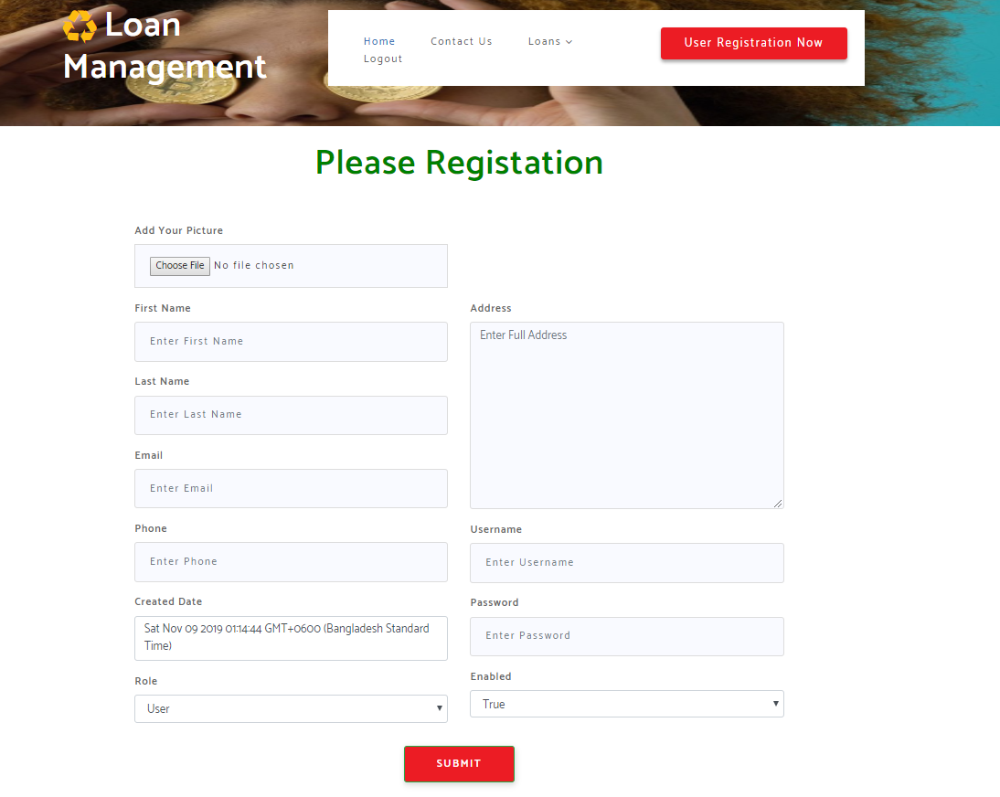 Loan
Management
Home
Contact Us
Loans
Logout
User Registration Now
Please Registation
Add Your Picture
Choose File No file chosen
First Name
Enter First Name
Last Name
Enter Last Name
Email
Enter Email
Phone
Enter Phone
Created Date
Sat Nov 09 2019 01:14:44 GMT+0600 (Bangladesh Standard
Time)
Role
User
Address
Enter Full Address
Username
Enter Username
Password
Enter Password
Enabled
True
SUBMIT